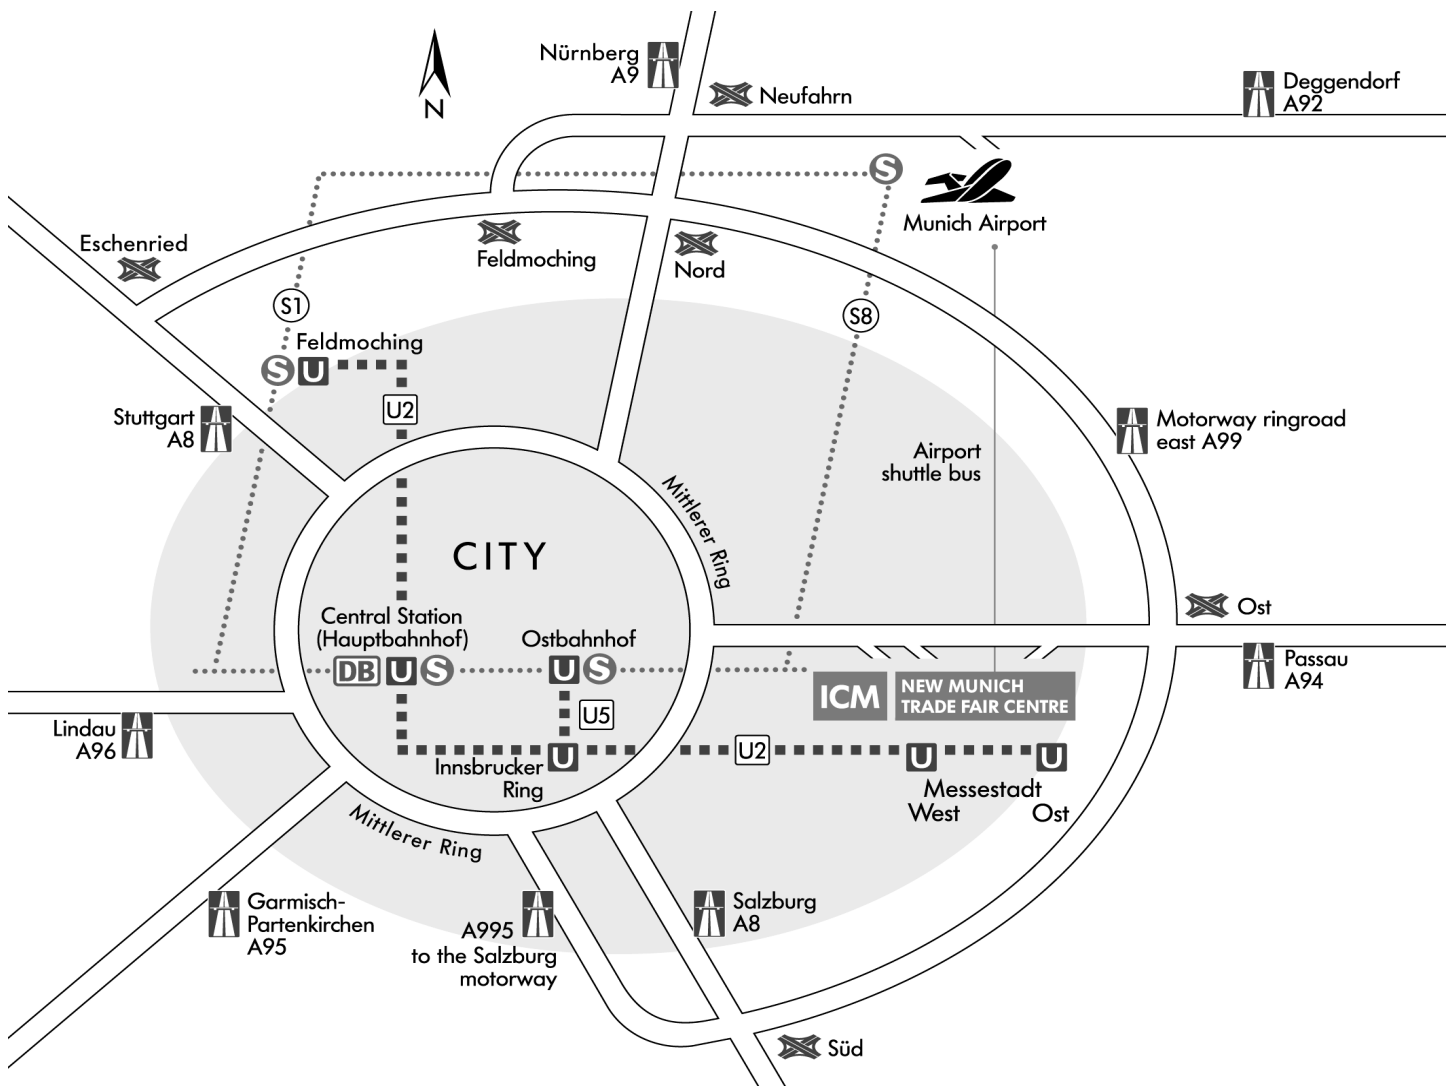 Nürnberg
A9
Neufahrn
Deggendorf
A92
N
S
Munich Airport
Eschenried
Feldmoching
Nord
S1
S8
Feldmoching
S U
U2
Stuttgart
A8
Motorway ringroad
east A99
Airport
shuttle bus
Mittlerer Ring
CITY
Central Station
(Hauptbahnhof)
DB U S
Ostbahnhof
U S
Ost
Passau
A94
ICM
NEW MUNICH
TRADE FAIR CENTRE
Lindau
A96
U5
U2
Innsbrucker
Ring
U
U
U
Messestadt
West
Ost
Mittlerer Ring
Garmisch-
Partenkirchen
A95
A995
to the Salzburg
motorway
Salzburg
A8
Süd